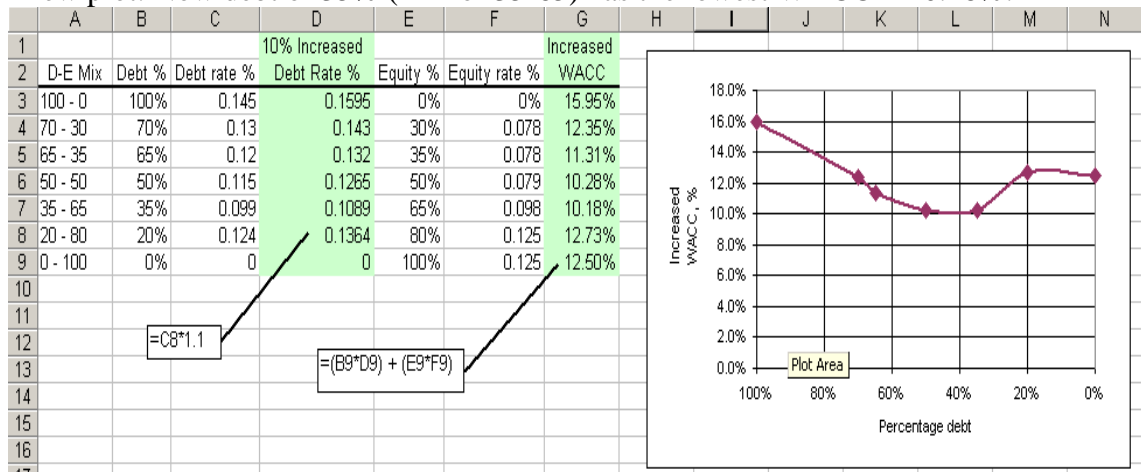 A B C D E F G H I J K L M N
1 10% Increased Increased
2 D-E Mix Debt % Debt rate % Debt Rate % Equity % Equity rate % WACC
3 100 - 0 100% 0.145 0.1595 0% 0% 15.95%
4 70 - 30 70% 0.13 0.143 30% 0.078 12.35%
5 65 - 35 65% 0.12 0.132 35% 0.078 11.31%
6 50 - 50 50% 0.115 0.1265 50% 0.079 10.28%
7 35 - 65 35% 0.099 0.1089 65% 0.098 10.18%
8 20 - 80 20% 0.124 0.1364 80% 0.125 12.73%
9 0 - 100 0% 0 0 100% 0.125 12.50%
10
11
12
13
14
15
16
=C8*1.1
=(B9*D9) + (E9*F9)
18.0%
16.0%
14.0%
12.0%
10.0%
8.0%
6.0%
4.0%
2.0%
0.0%
Increased
WACC, %
Plot Area
100% 80% 60% 40% 20% 0%
Percentage debt